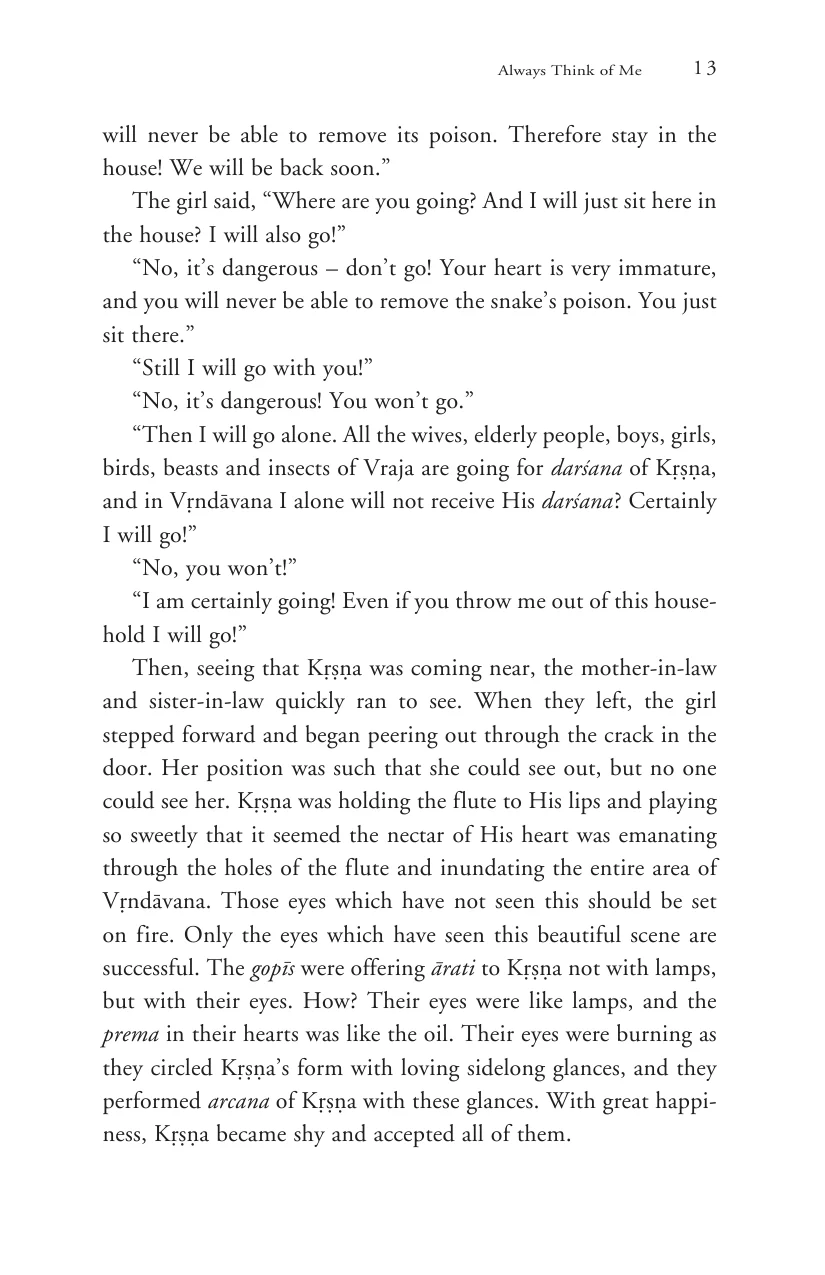 Always Think of Me 13
will never be able to remove its poison. Therefore stay in the
house! We will be back soon.”
The girl said, “Where are you going? And I will just sit here in
the house? I will also go!”
“No, it’s dangerous – don’t go! Your heart is very immature,
and you will never be able to remove the snake’s poison. You just
sit there.”
“Still I will go with you!”
“No, it’s dangerous! You won’t go.”
“Then I will go alone. All the wives, elderly people, boys, girls,
birds, beasts and insects of Vraja are going for darśana of Kṛṣṇa,
and in Vṛndāvana I alone will not receive His darśana? Certainly
I will go!”
“No, you won’t!”
“I am certainly going! Even if you throw me out of this house-
hold I will go!”
Then, seeing that Kṛṣṇa was coming near, the mother-in-law
and sister-in-law quickly ran to see. When they left, the girl
stepped forward and began peering out through the crack in the
door. Her position was such that she could see out, but no one
could see her. Kṛṣṇa was holding the flute to His lips and playing
so sweetly that it seemed the nectar of His heart was emanating
through the holes of the flute and inundating the entire area of
Vṛndāvana. Those eyes which have not seen this should be set
on fire. Only the eyes which have seen this beautiful scene are
successful. The gopīs were offering ārati to Kṛṣṇa not with lamps,
but with their eyes. How? Their eyes were like lamps, and the
prema in their hearts was like the oil. Their eyes were burning as
they circled Kṛṣṇa’s form with loving sidelong glances, and they
performed arcana of Kṛṣṇa with these glances. With great happi-
ness, Kṛṣṇa became shy and accepted all of them.